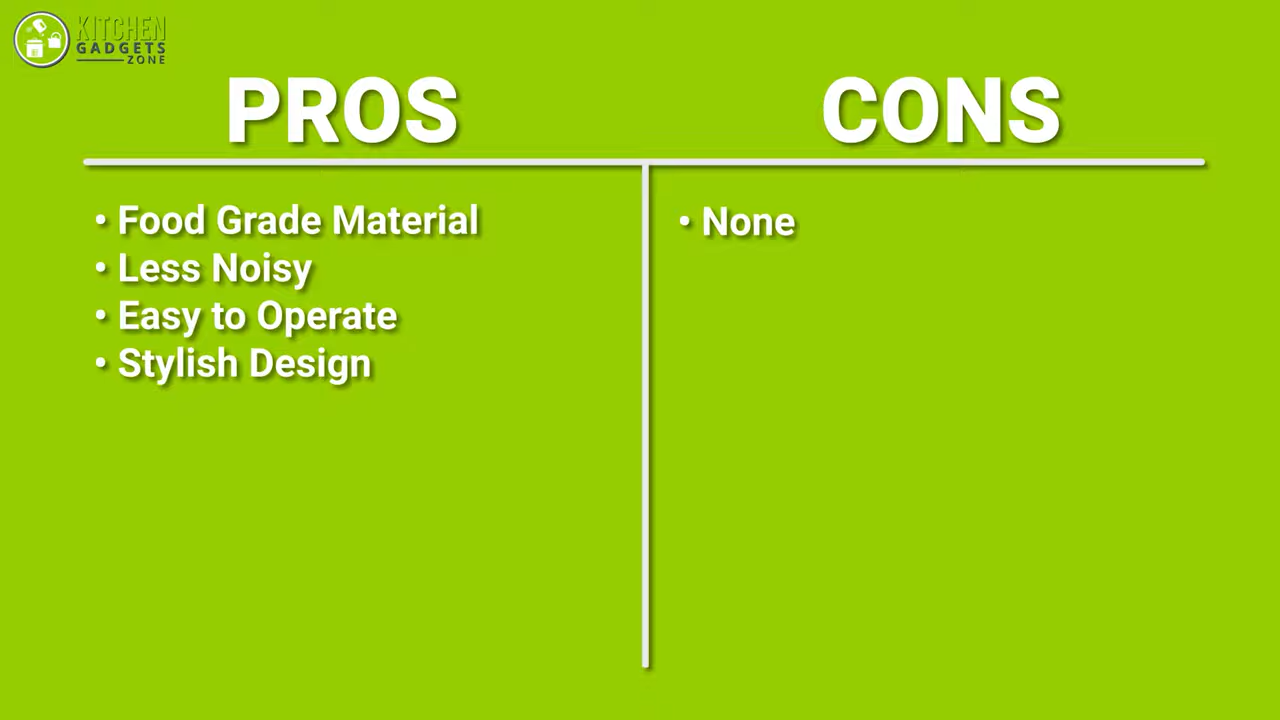 KITCHEN
GADGETS
ZONE
PROS
CONS
• Food Grade Material
• Less Noisy
• Easy to Operate
• Stylish Design
• None